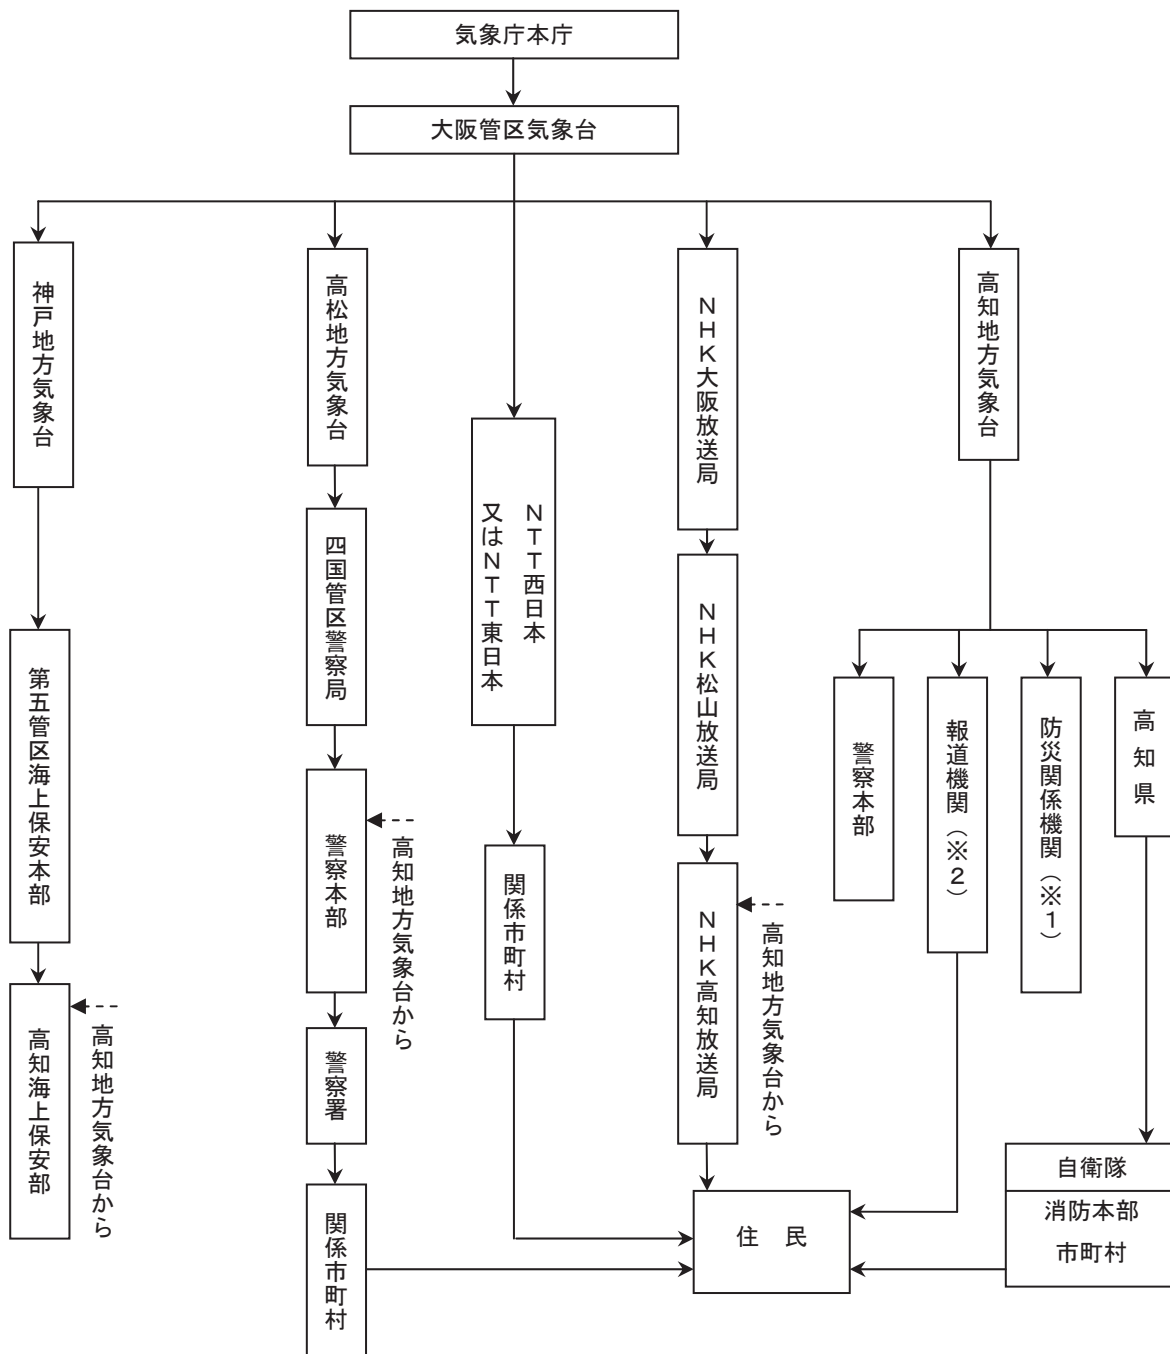 気象庁本庁
大阪管区気象台
神戸地方気象台
第五管区海上保安本部
高知海上保安部
高知地方気象台から
高松地方気象台
四国管区警察局
警察本部
高知地方気象台から
警察署
関係市町村
NTT西日本
又はNTT東日本
関係市町村
NHK大阪放送局
NHK松山放送局
NHK高知放送局
高知地方気象台から
高知地方気象台
警察本部
報道機関(※2)
防災関係機関(※1)
高知県
自衛隊
消防本部
市町村
住 民